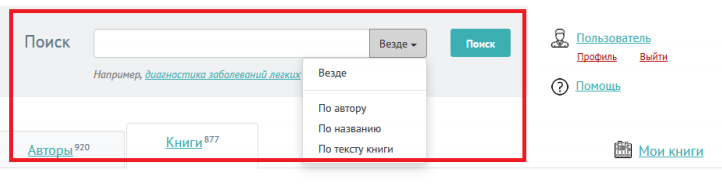 Поиск
Везде
Поиск
Например, диагностика заболеваний легких
Везде
По автору
По названию
По тексту книги
Авторы 920
Книги 877
Пользователь
Профиль Выйти
Помощь
Мои книги